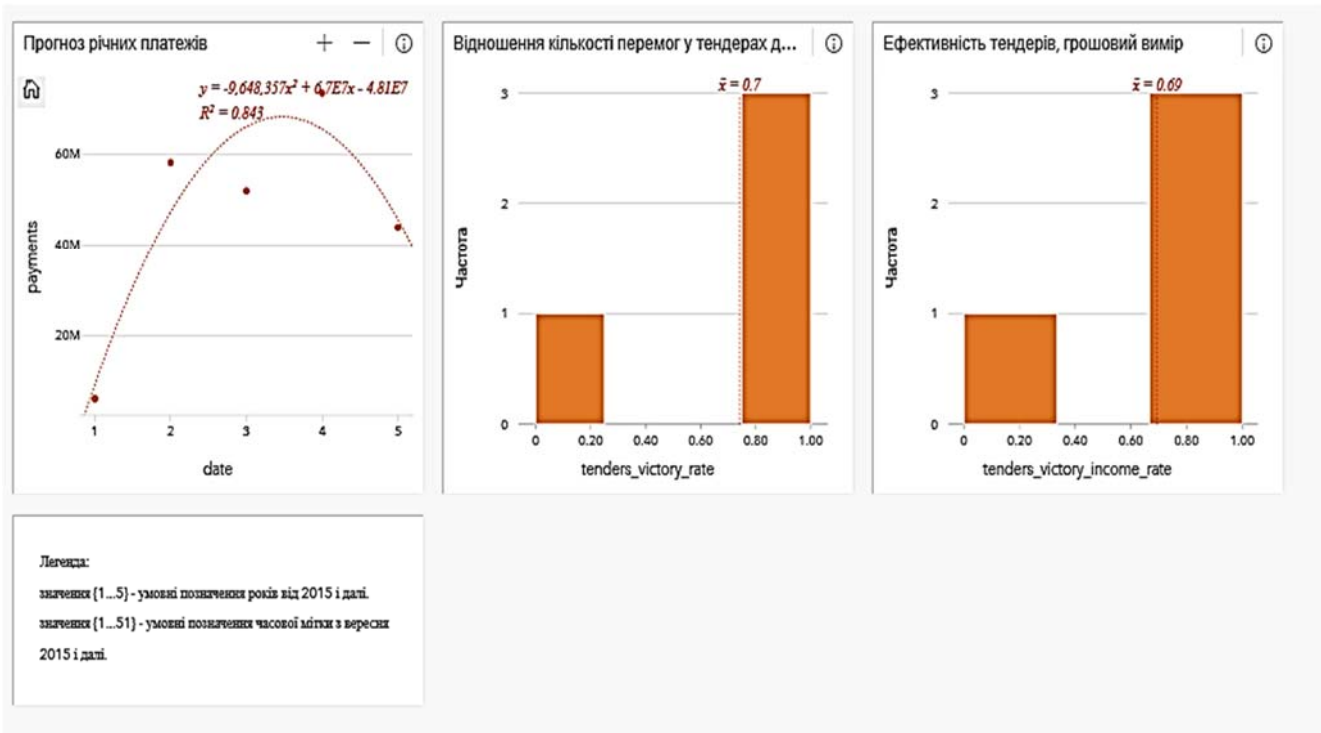 Прогноз річних платежів
y = -9,648,357x² + 6,7E7x - 4.81E7
R² = 0.843
60M
40M
20M
payments
1 2 3 4 5
date
Відношення кількості перемог у тендерах д...
x̄ = 0.7
3
2
1
0
Частота
0 0.20 0.40 0.60 0.80 1.00
tenders_victory_rate
Ефективність тендерів, грошовий вимір
x̄ = 0.69
3
2
1
0
Частота
0 0.20 0.40 0.60 0.80 1.00
tenders_victory_income_rate
Легенда:
значення {1...5} - умовні позначення років від 2015 і далі.
значення {1...51} - умовні позначення часової мітки з вересня
2015 і далі.